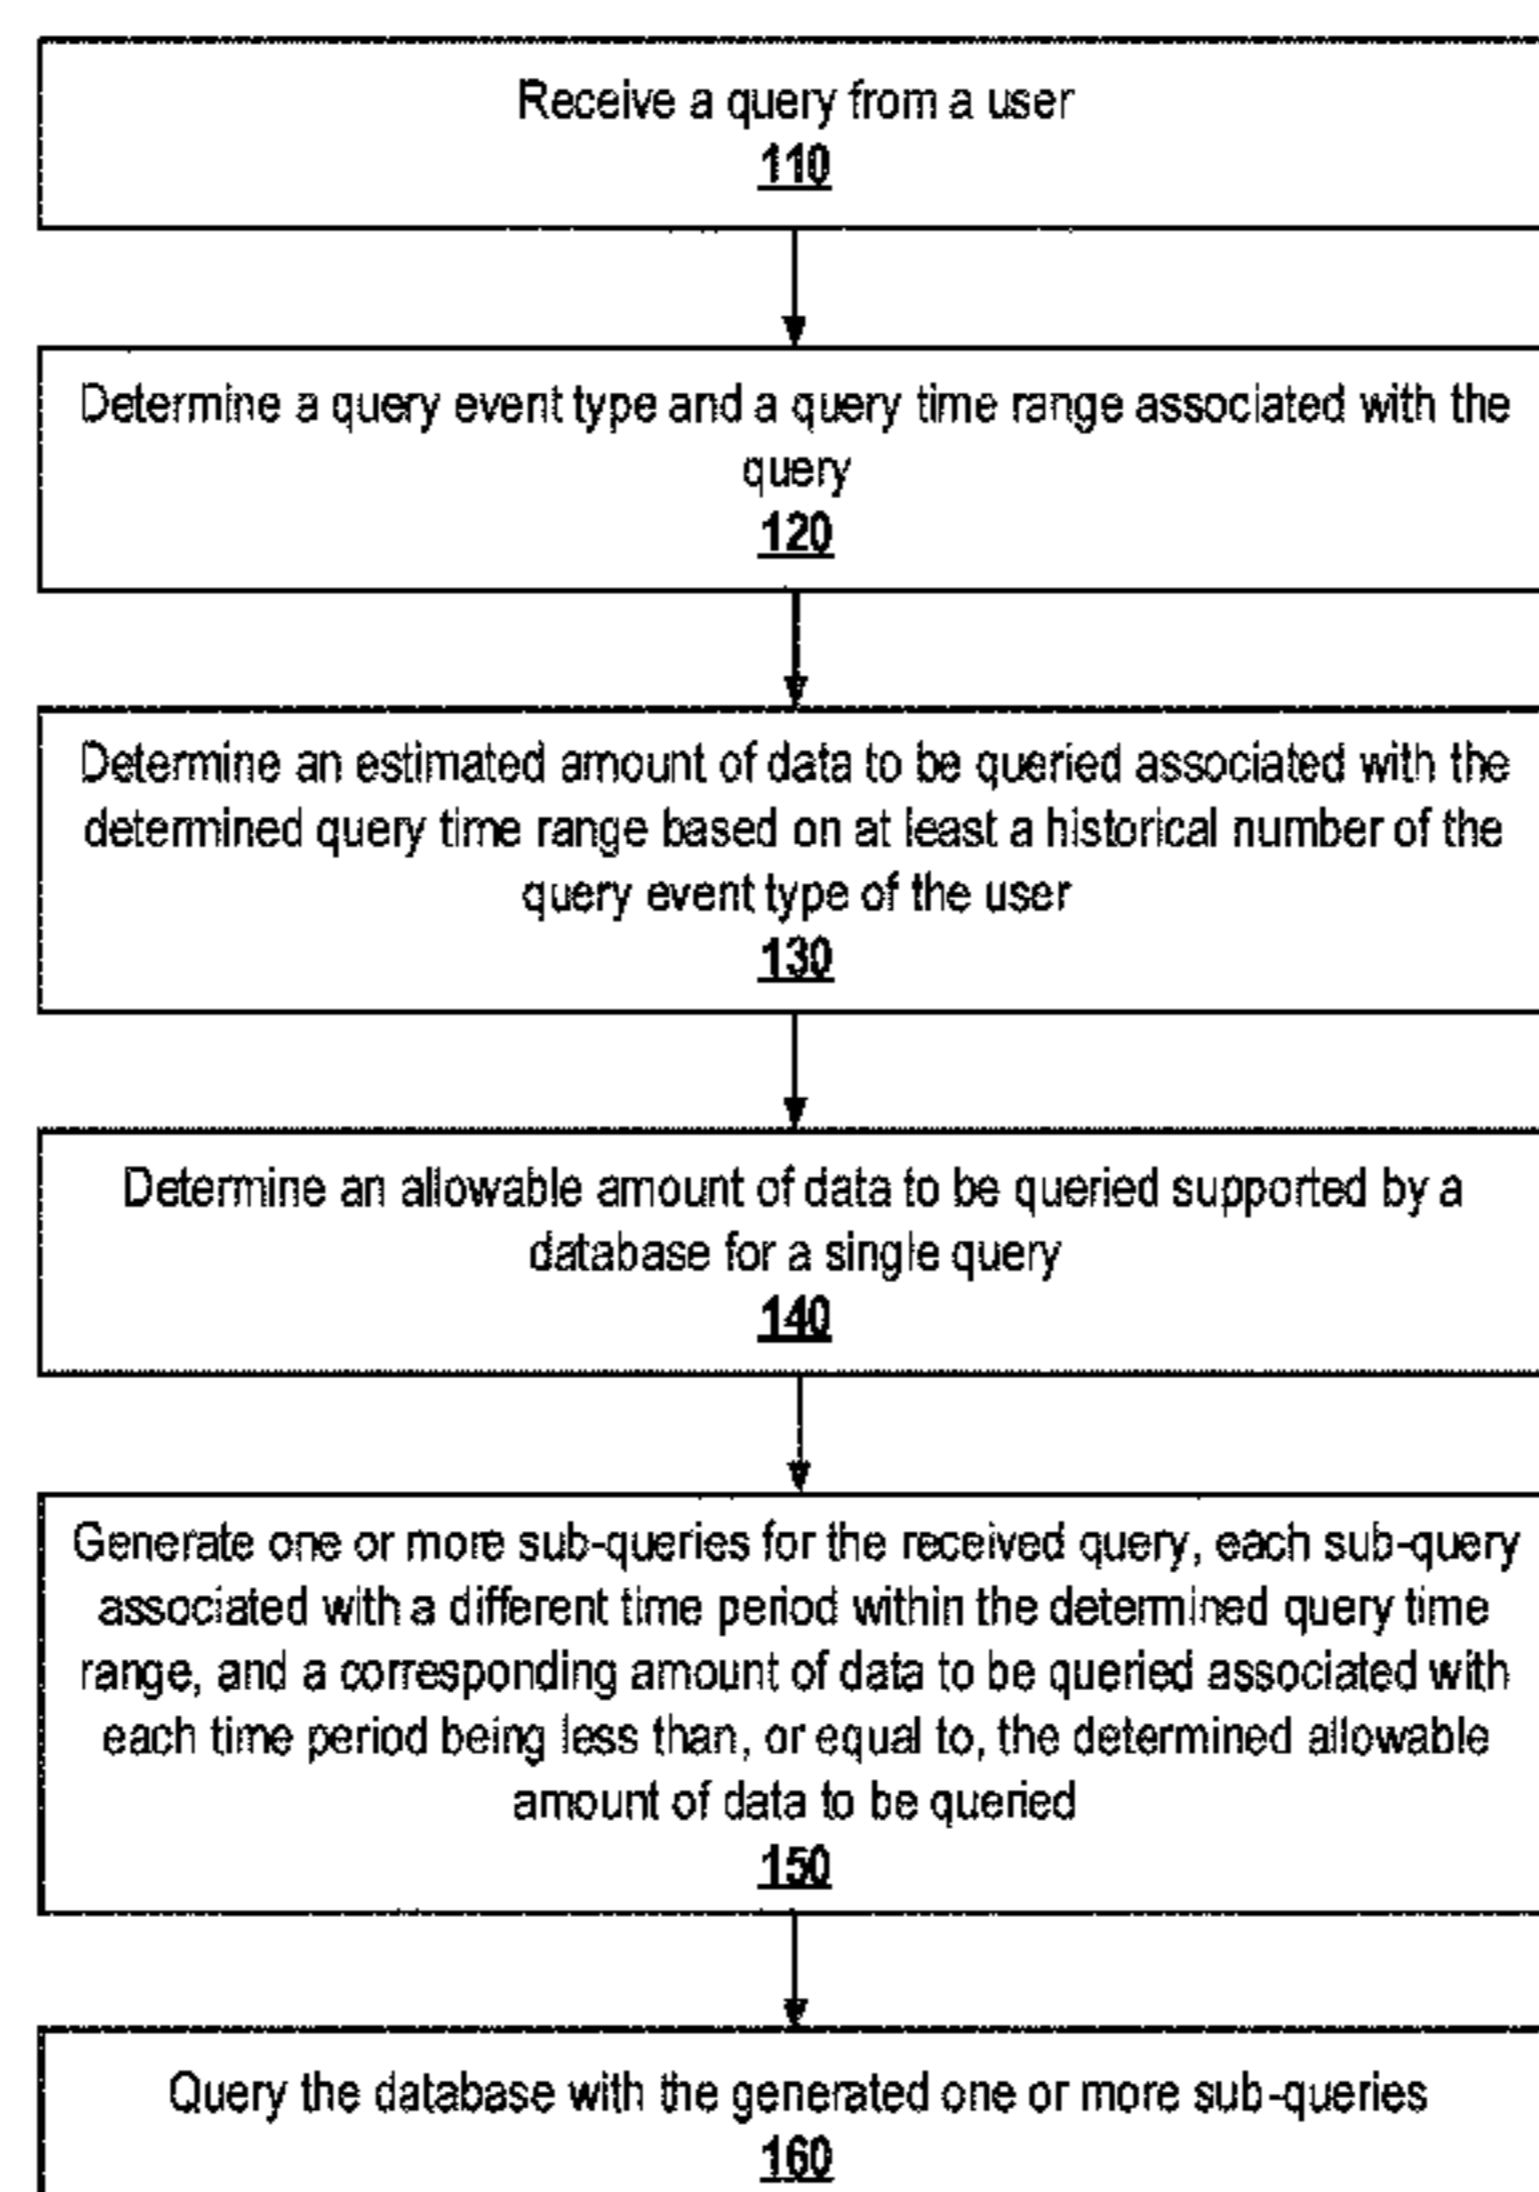 Receive a query from a user
110
Determine a query event type and a query time range associated with the
query
120
Determine an estimated amount of data to be queried associated with the
determined query time range based on at least a historical number of the
query event type of the user
130
Determine an allowable amount of data to be queried supported by a
database for a single query
140
Generate one or more sub-queries for the received query, each sub-query
associated with a different time period within the determined query time
range, and a corresponding amount of data to be queried associated with
each time period being less than, or equal to, the determined allowable
amount of data to be queried
150
Query the database with the generated one or more sub-queries
160